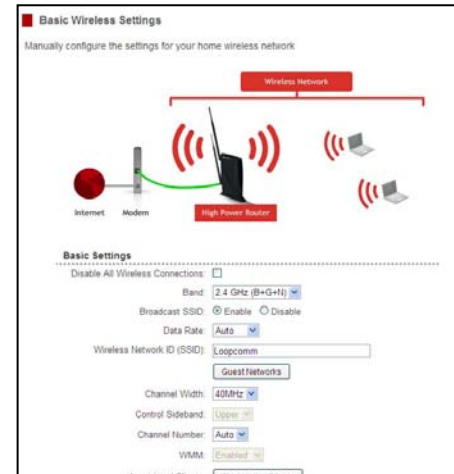 Basic Wireless Settings
Manually configure the settings for your home wireless network
Wireless Network
Internet Modem High Power Router
Basic Settings
Disable All Wireless Connections:
Band: 2.4 GHz (B+G+N)
Broadcast SSID: Enable Disable
Data Rate: Auto
Wireless Network ID (SSID): Loopcomm
Guest Networks
Channel Width: 40MHz
Control Sideband: Upper
Channel Number: Auto
WMM: Enabled